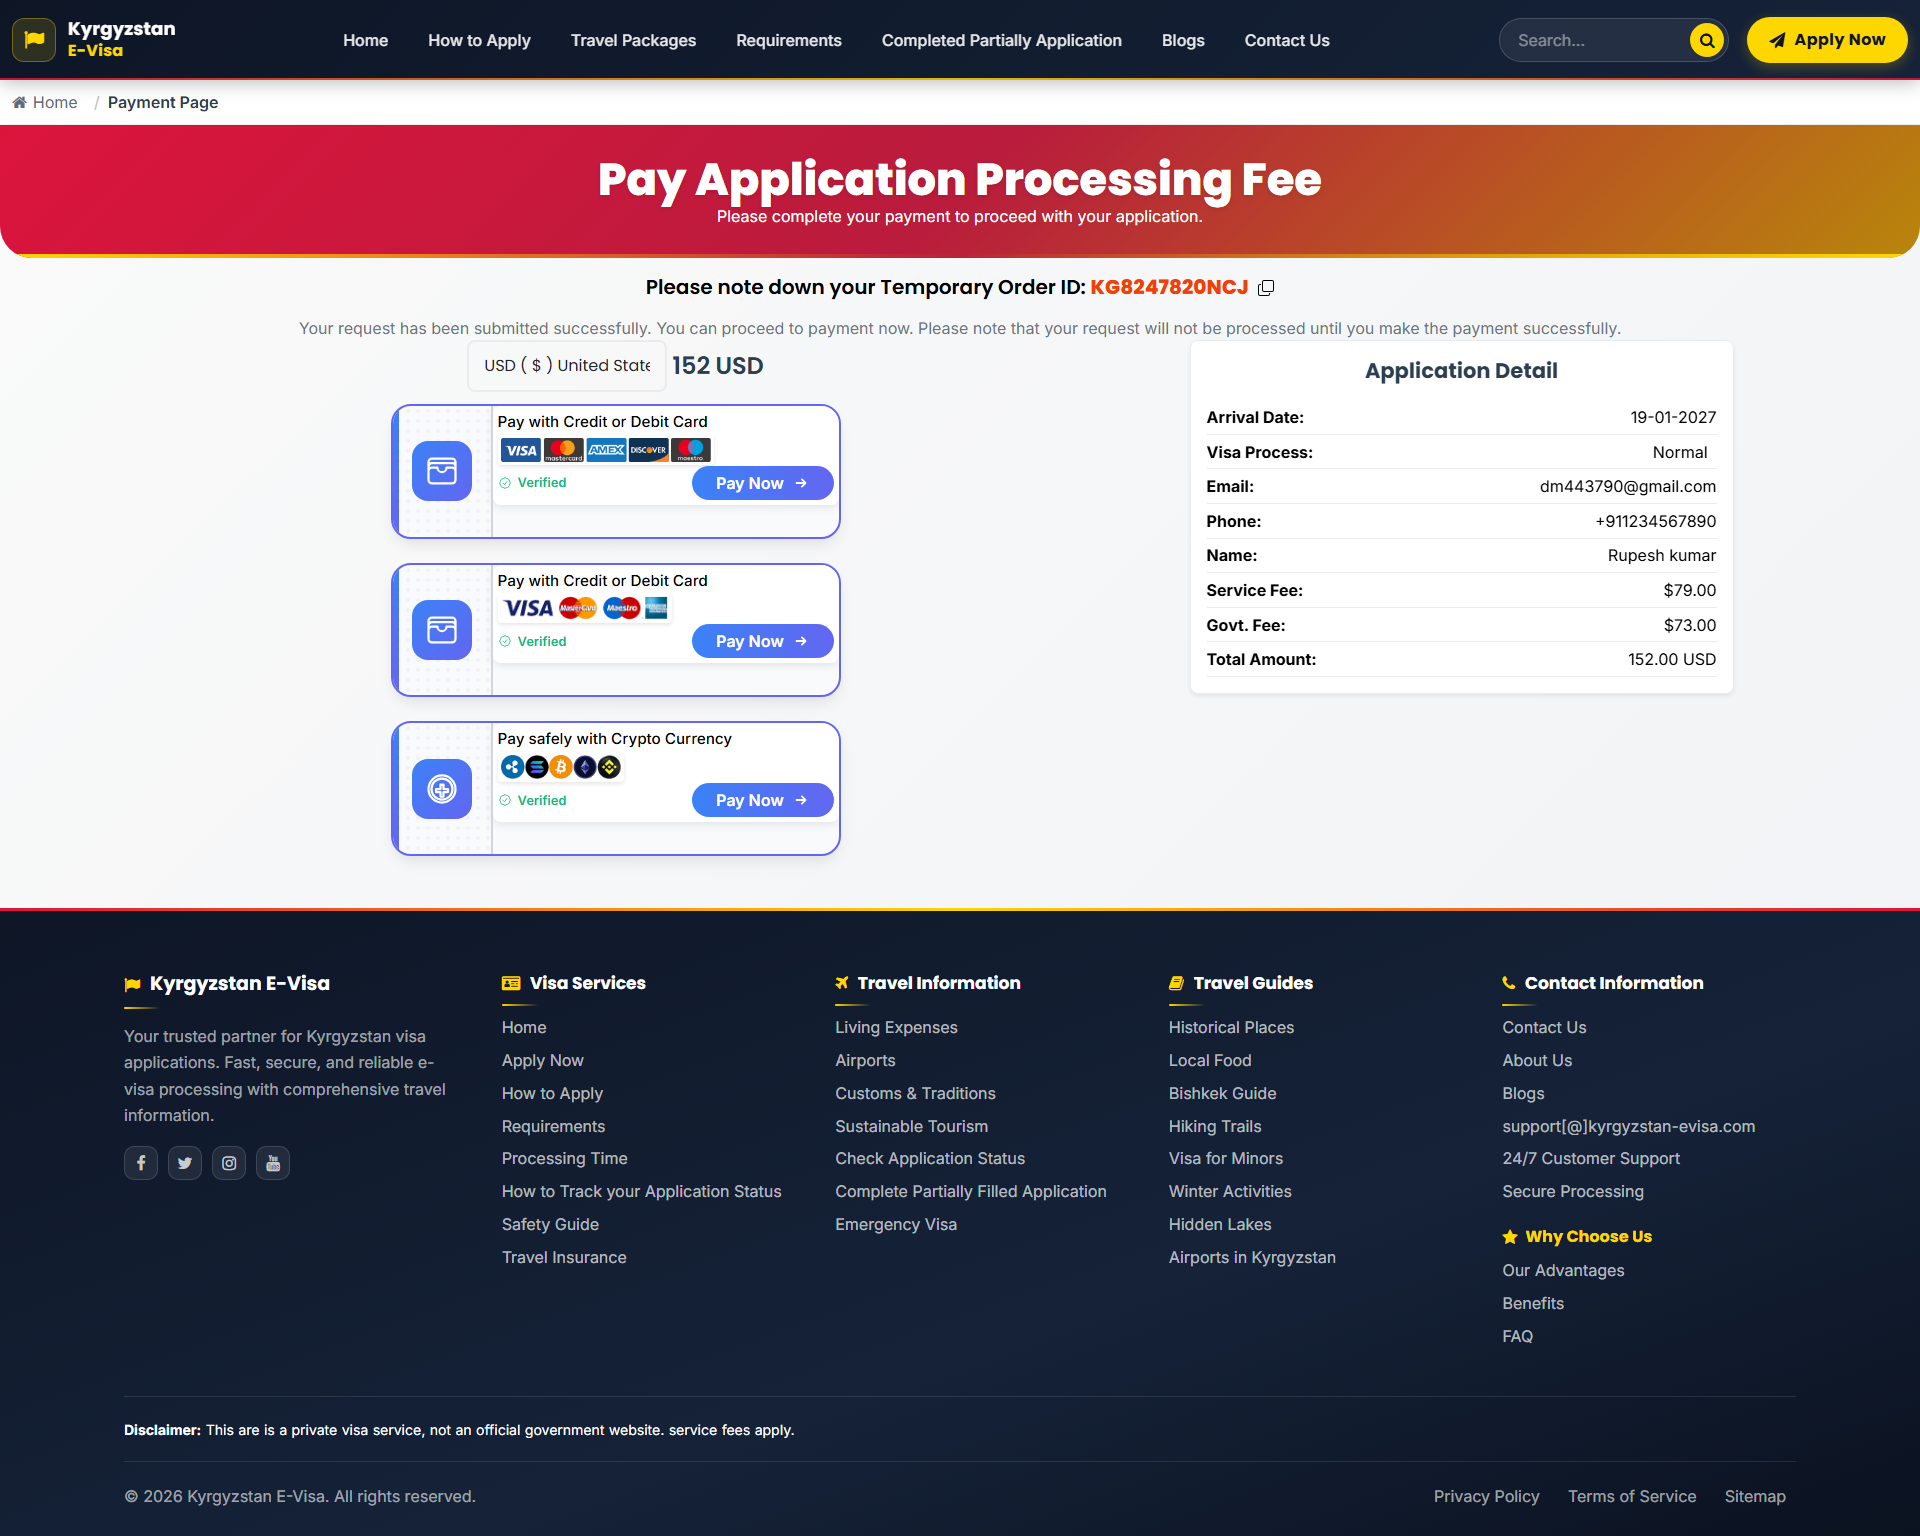 Kyrgyzstan
E-Visa
Home
How to Apply
Travel Packages
Requirements
Completed Partially Application
Blogs
Contact Us
Search...
Apply Now
Home / Payment Page
Pay Application Processing Fee
Please complete your payment to proceed with your application.
Please note down your Temporary Order ID: KG8247820NCJ
Your request has been submitted successfully. You can proceed to payment now. Please note that your request will not be processed until you make the payment successfully.
USD ( $ ) United State
152 USD
Pay with Credit or Debit Card
VISA mastercard AMEX DISCOVER maestro
Verified
Pay Now
Pay with Credit or Debit Card
VISA MasterCard Maestro
Verified
Pay Now
Pay safely with Crypto Currency
Verified
Pay Now
Application Detail
Arrival Date: 19-01-2027
Visa Process: Normal
Email: dm443790@gmail.com
Phone: +911234567890
Name: Rupesh kumar
Service Fee: $79.00
Govt. Fee: $73.00
Total Amount: 152.00 USD
Kyrgyzstan E-Visa
Your trusted partner for Kyrgyzstan visa
applications. Fast, secure, and reliable e-
visa processing with comprehensive travel
information.
Visa Services
Home
Apply Now
How to Apply
Requirements
Processing Time
How to Track your Application Status
Safety Guide
Travel Insurance
Travel Information
Living Expenses
Airports
Customs & Traditions
Sustainable Tourism
Check Application Status
Complete Partially Filled Application
Emergency Visa
Travel Guides
Historical Places
Local Food
Bishkek Guide
Hiking Trails
Visa for Minors
Winter Activities
Hidden Lakes
Airports in Kyrgyzstan
Contact Information
Contact Us
About Us
Blogs
support[@]kyrgyzstan-evisa.com
24/7 Customer Support
Secure Processing
Why Choose Us
Our Advantages
Benefits
FAQ
Disclaimer: This are is a private visa service, not an official government website. service fees apply.
© 2026 Kyrgyzstan E-Visa. All rights reserved.
Privacy Policy
Terms of Service
Sitemap